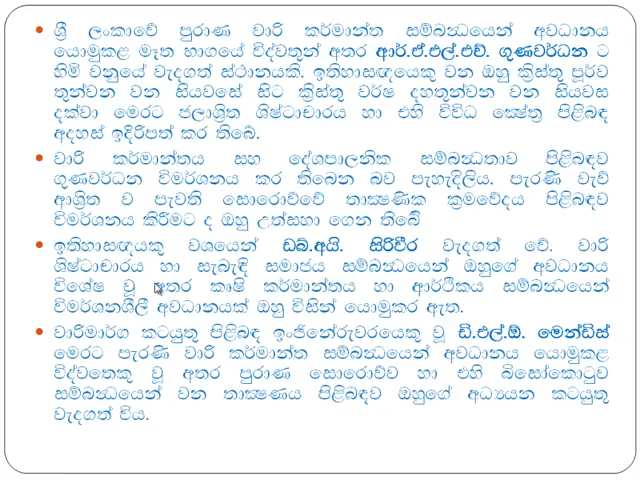 ශ්‍රී ලංකාවේ පුරාණ වාරි කර්මාන්ත සම්බන්ධයෙන් අවධානය
යොමුකළ මෑත භාගයේ විද්වතුන් අතර ආර්.ඒ.එල්.එච්. ගුණවර්ධන ට
හිමි වනුයේ වැදගත් ස්ථානයකි. ඉතිහාසඥයෙකු වන ඔහු ක්‍රිස්තු පූර්ව
තුන්වන වන සියවසේ සිට ක්‍රිස්තු වර්ෂ දහතුන්වන වන සියවස
දක්වා මෙරට ජලාශ්‍රිත ශිෂ්ටාචාරය හා එහි විවිධ ක්‍ෂේත්‍ර පිළිබඳ
අදහස් ඉදිරිපත් කර තිබේ.
වාරි කර්මාන්තය සහ දේශපාලනික සම්බන්ධතාව පිළිබඳව
ගුණවර්ධන විමර්ශනය කර තිබෙන බව පැහැදිලිය. පැරණි වැව්
ආශ්‍රිත ව පැවති සොරොව්වේ තාක්‍ෂණික ක්‍රමවේදය පිළිබඳව
විමර්ශනය කිරීමට ද ඔහු උත්සහා ගෙන තිබේ
ඉතිහාසඥයකු වශයෙන් ඩබ්.අයි. සිරිවීර වැදගත් වේ. වාරි
ශිෂ්ටාචාරය හා සැබැඳි සමාජය සම්බන්ධයෙන් ඔහුගේ අවධානය
විශේෂ වූ අතර කෘෂි කර්මාන්තය හා ආර්ථිකය සම්බන්ධයෙන්
විමර්ශනශීලී අවධානයක් ඔහු විසින් යොමුකර ඇත.
වාරිමාර්ග කටයුතු පිළිබඳ ඉංජිනේරුවරයෙකු වූ ඩී.එල්.ඕ. මෙන්ඩිස්
මෙරට පැරණි වාරි කර්මාන්ත සම්බන්ධයෙන් අවධානය යොමුකළ
විද්වතෙකු වූ අතර පුරාණ සොරොව්ව හා එහි බිසෝකොටුව
සම්බන්ධයෙන් වන තාක්‍ෂණය පිළිබඳව ඔහුගේ අධ්‍යයන කටයුතු
වැදගත් විය.